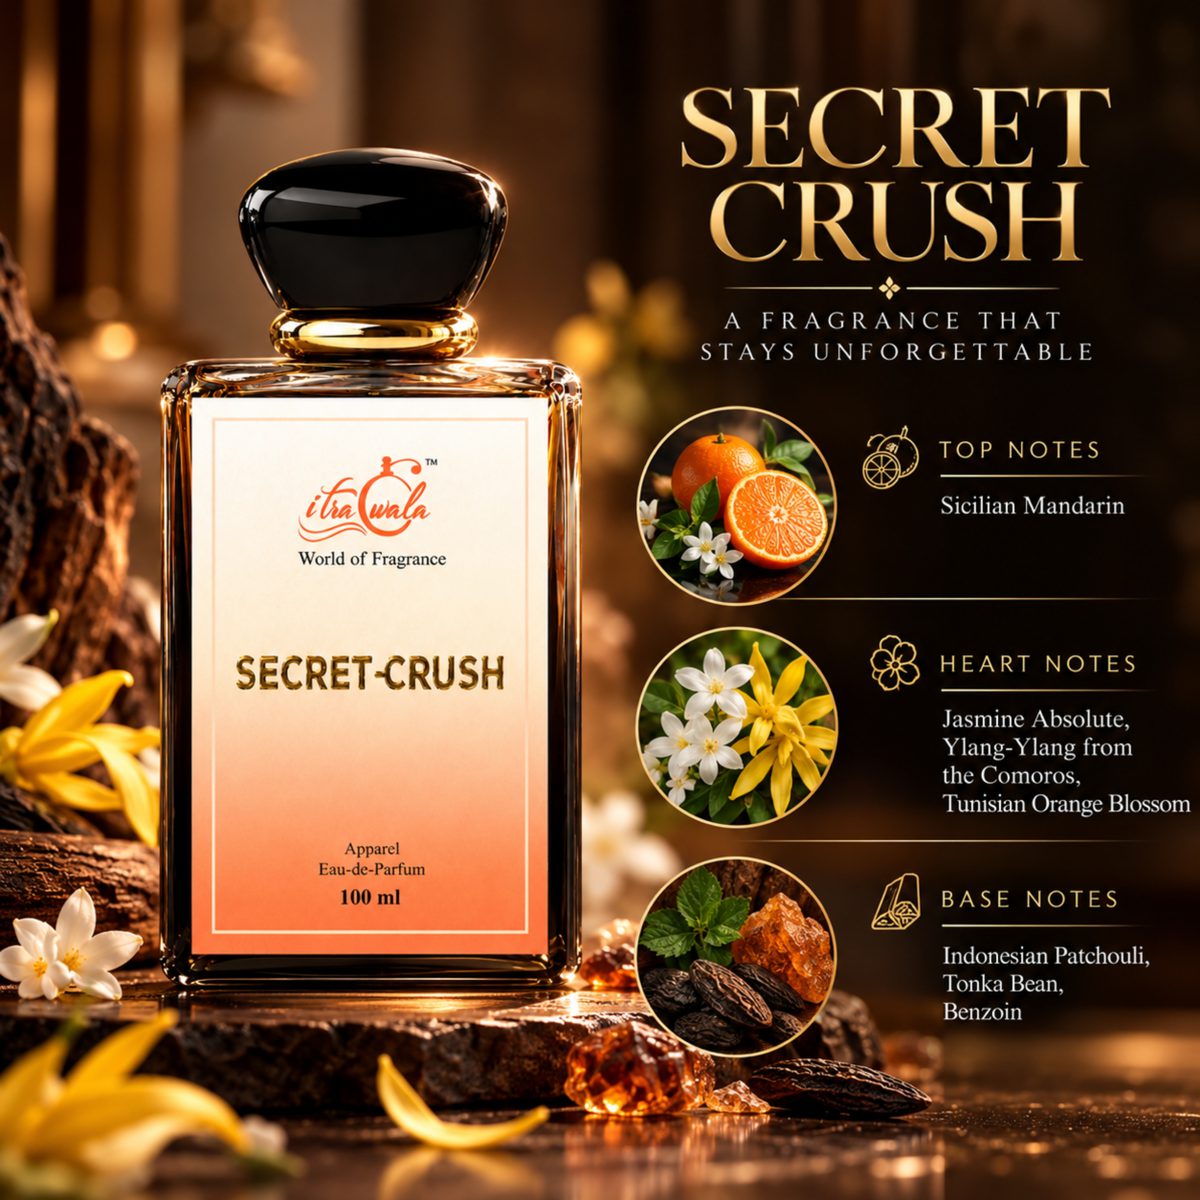 itra wala ™
World of Fragrance
SECRET-CRUSH
Apparel
Eau-de-Parfum
100 ml
SECRET
CRUSH
A FRAGRANCE THAT
STAYS UNFORGETTABLE
TOP NOTES
Sicilian Mandarin
HEART NOTES
Jasmine Absolute,
Ylang-Ylang from
the Comoros,
Tunisian Orange Blossom
BASE NOTES
Indonesian Patchouli,
Tonka Bean,
Benzoin